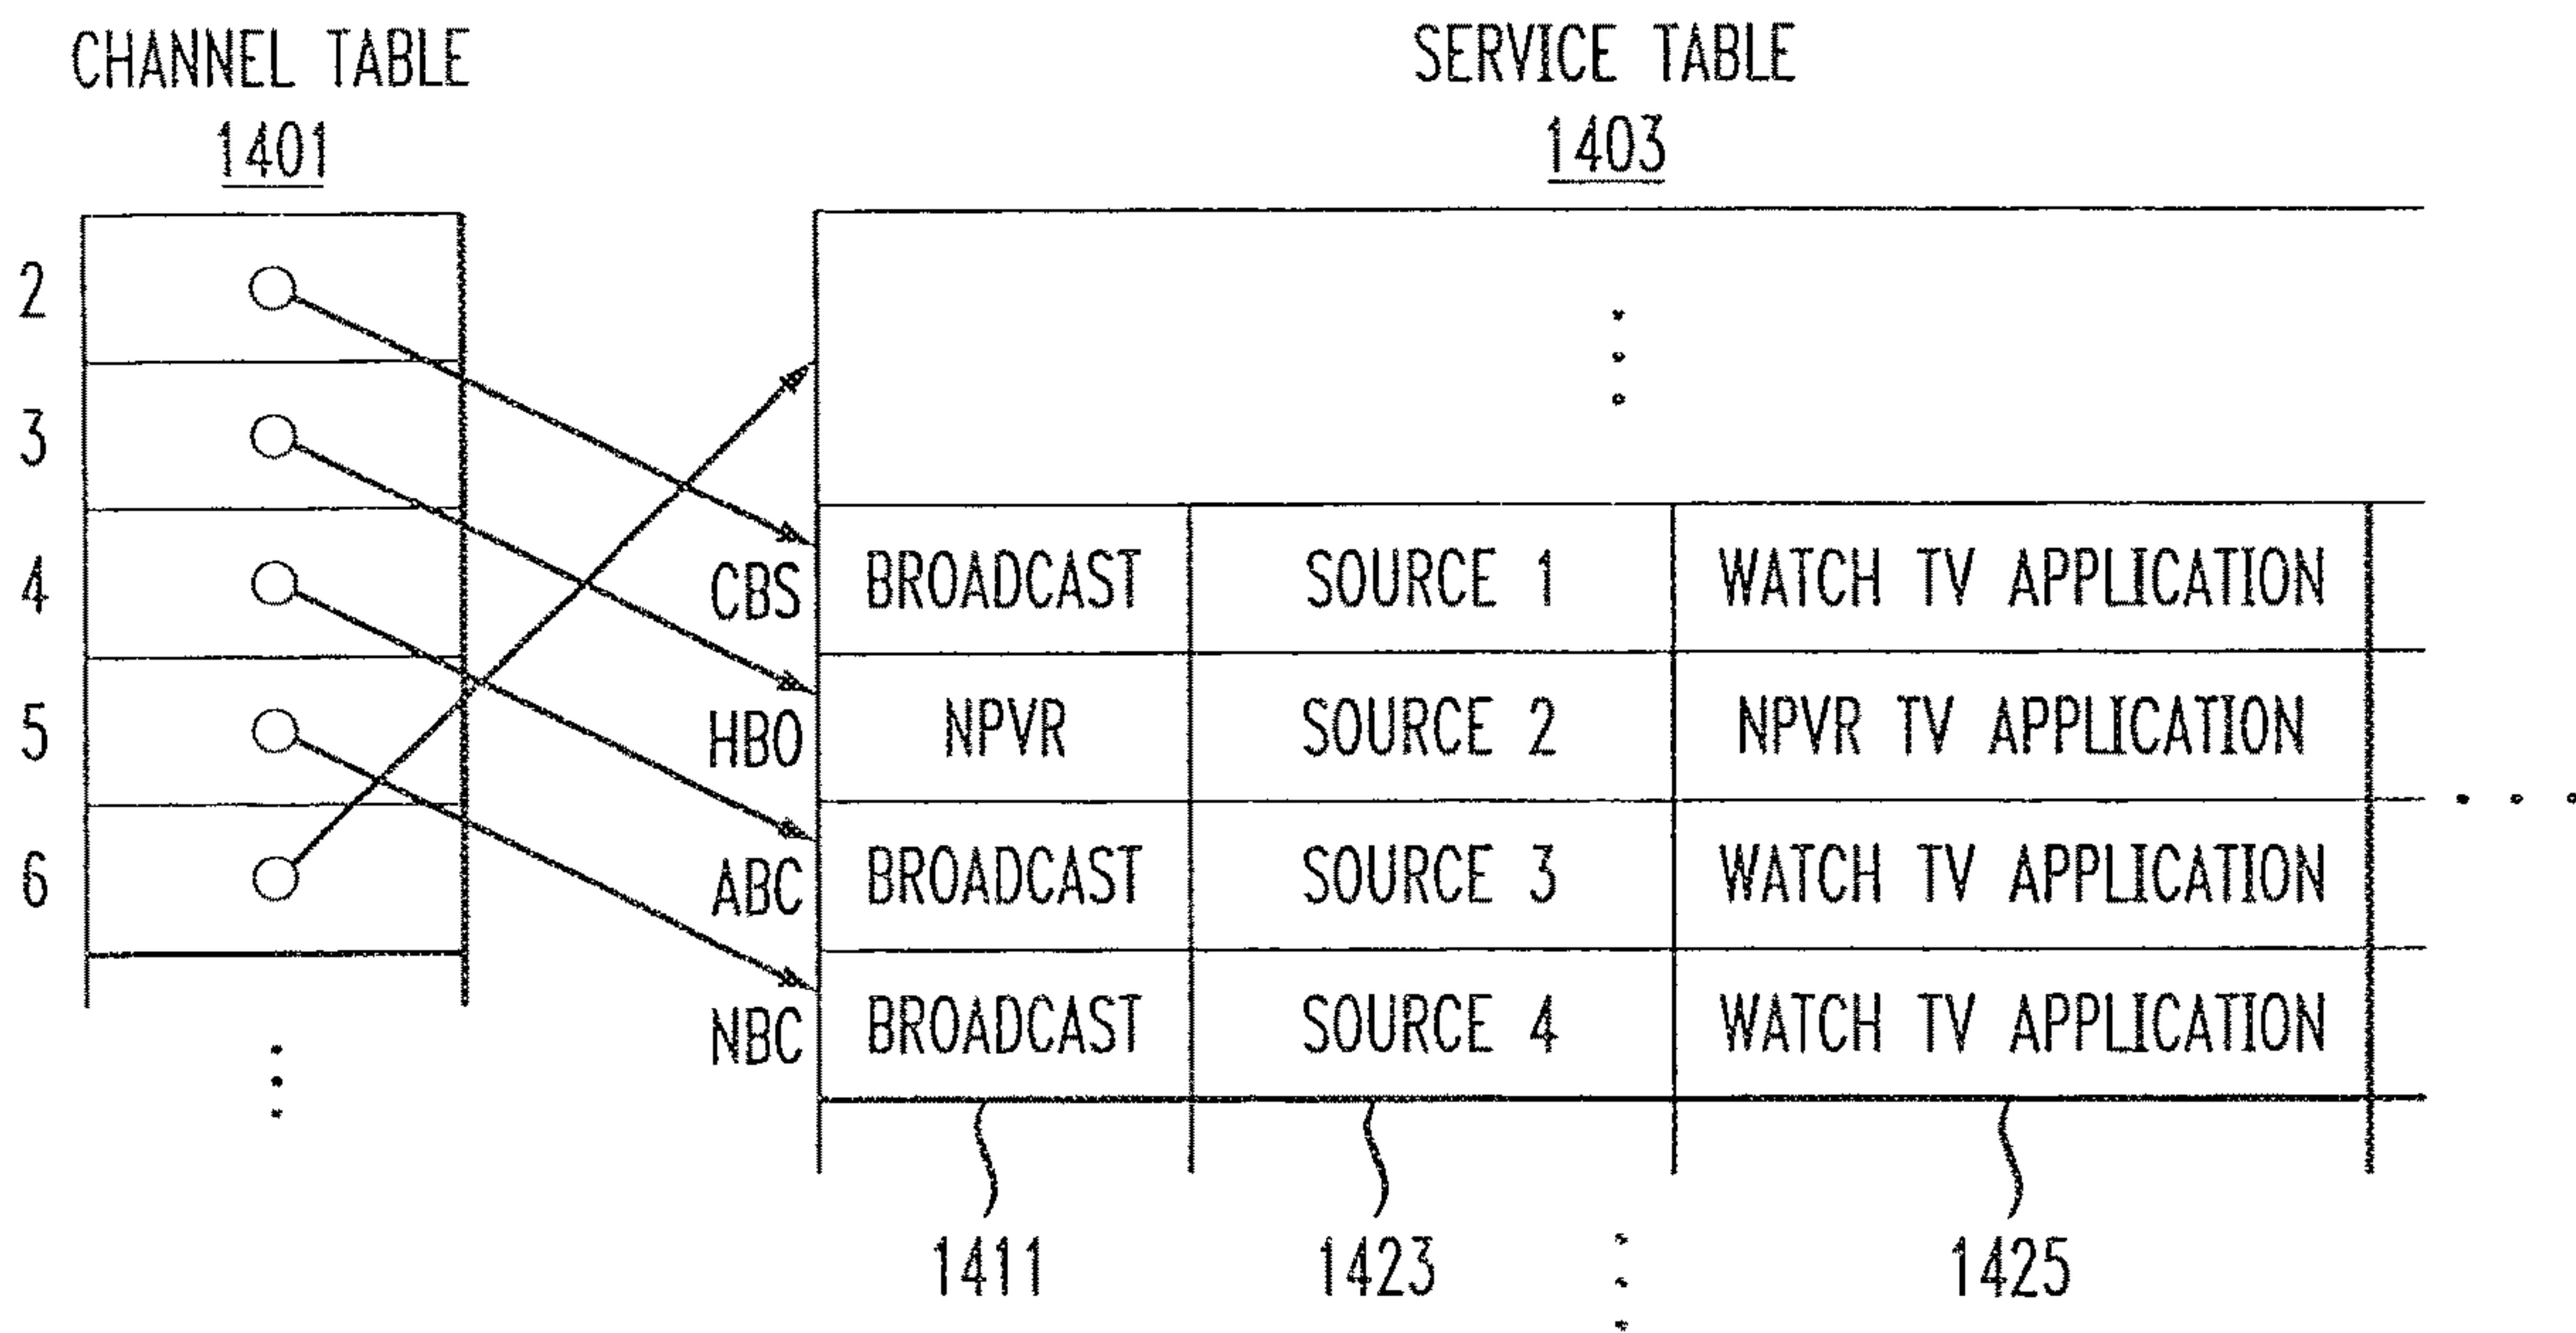 CHANNEL TABLE
1401
SERVICE TABLE
1403
2
3
4
5
6
CBS BROADCAST SOURCE 1 WATCH TV APPLICATION
HBO NPVR SOURCE 2 NPVR TV APPLICATION
ABC BROADCAST SOURCE 3 WATCH TV APPLICATION
NBC BROADCAST SOURCE 4 WATCH TV APPLICATION
1411 1423 1425